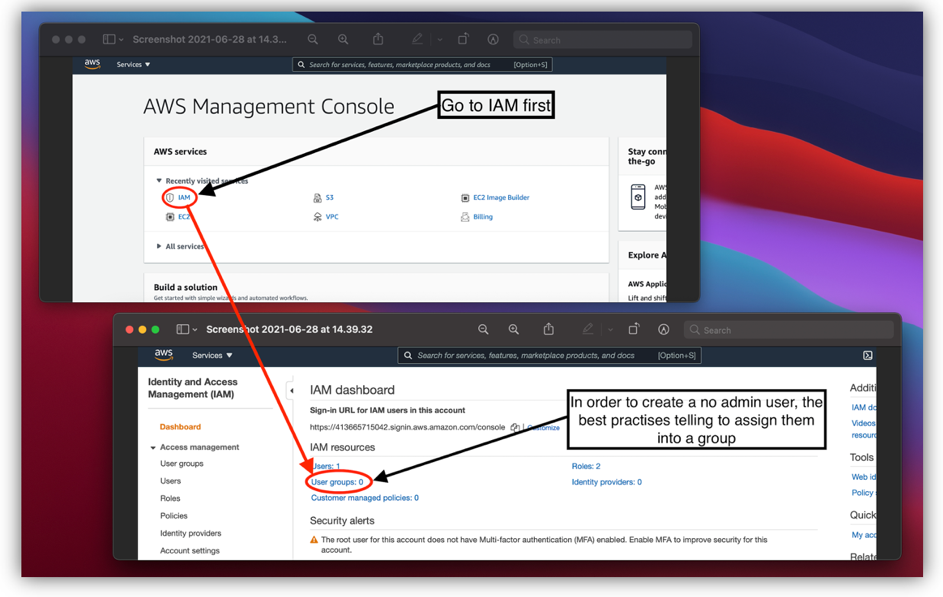 Screenshot 2021-06-28 at 14.3...
Search
aws
Services
Search for services, features, marketplace products, and docs
[Option+S]
AWS Management Console
Go to IAM first
AWS services
Stay conn
the-go
Recently visited services
IAM
S3
EC2 Image Builder
AWS
add
Mob
devi
EC2
VPC
Billing
All services
Explore A
Build a solution
Get started with simple wizards and automated workflows.
AWS Applic
Lift and shift
Screenshot 2021-06-28 at 14.39.32
Search
aws
Services
Search for services, features, marketplace products, and docs
[Option+S]
Identity and Access
Management (IAM)
Dashboard
Access management
User groups
Users
Roles
Policies
Identity providers
Account settings
IAM dashboard
Sign-in URL for IAM users in this account
https://413665715042.signin.aws.amazon.com/console
Customize
In order to create a no admin user, the
best practises telling to assign them
into a group
IAM resources
Users: 1
Roles: 2
User groups: 0
Identity providers: 0
Customer managed policies: 0
Security alerts
The root user for this account does not have Multi-factor authentication (MFA) enabled. Enable MFA to improve security for this
account.
Additi
IAM do
Videos
resourc
Tools
Web id
Policy
Quick
My acc
Relate